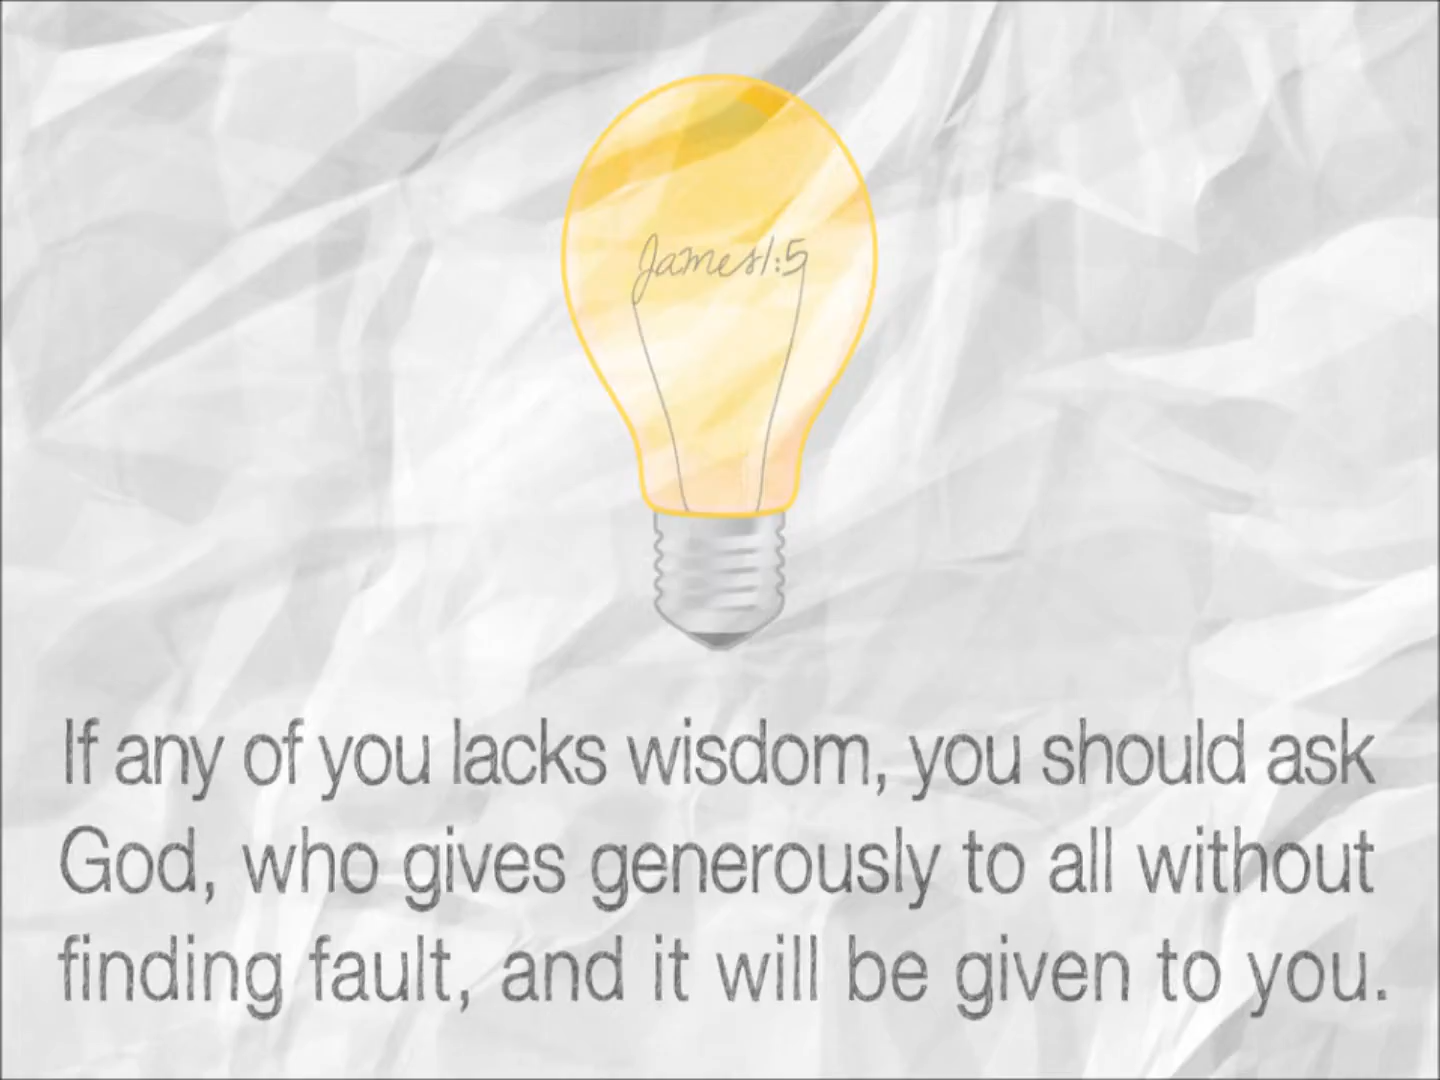 James1:5
If any of you lacks wisdom, you should ask
God, who gives generously to all without
finding fault, and it will be given to you.